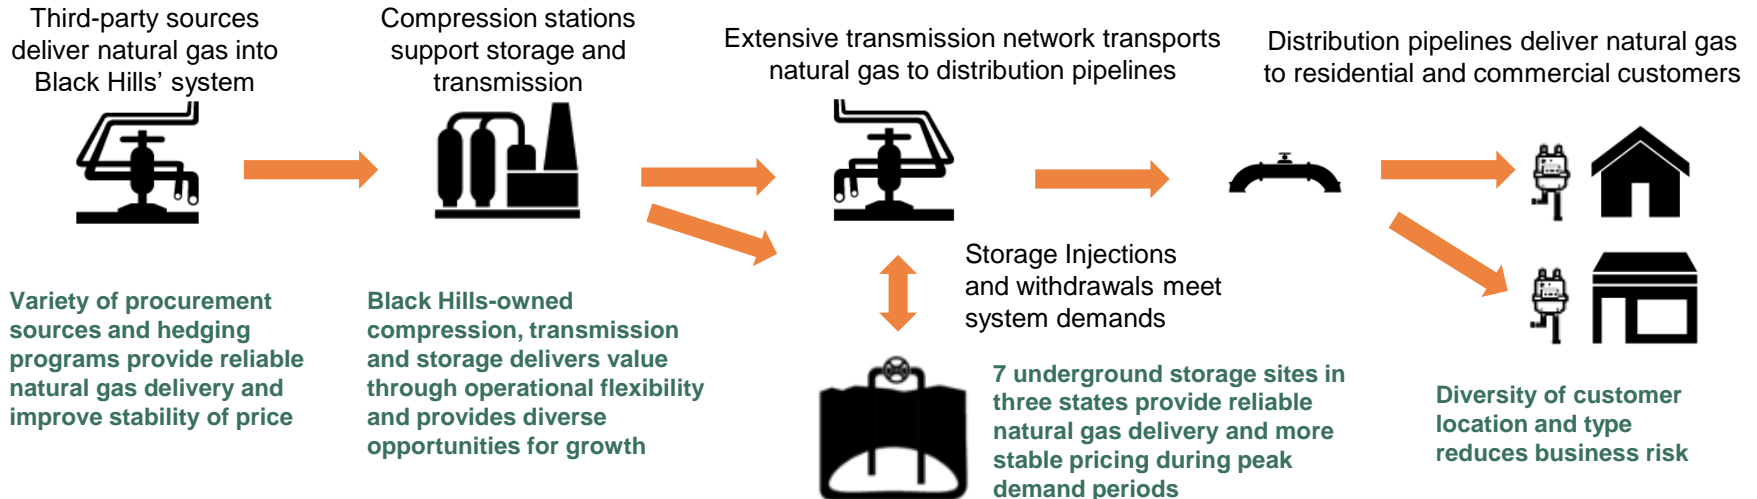 Third-party sources
deliver natural gas into
Black Hills’ system
Compression stations
support storage and
transmission
Extensive transmission network transports
natural gas to distribution pipelines
Distribution pipelines deliver natural gas
to residential and commercial customers
Storage Injections
and withdrawals meet
system demands
Variety of procurement
sources and hedging
programs provide reliable
natural gas delivery and
improve stability of price
Black Hills-owned
compression, transmission
and storage delivers value
through operational flexibility
and provides diverse
opportunities for growth
7 underground storage sites in
three states provide reliable
natural gas delivery and more
stable pricing during peak
demand periods
Diversity of customer
location and type
reduces business risk